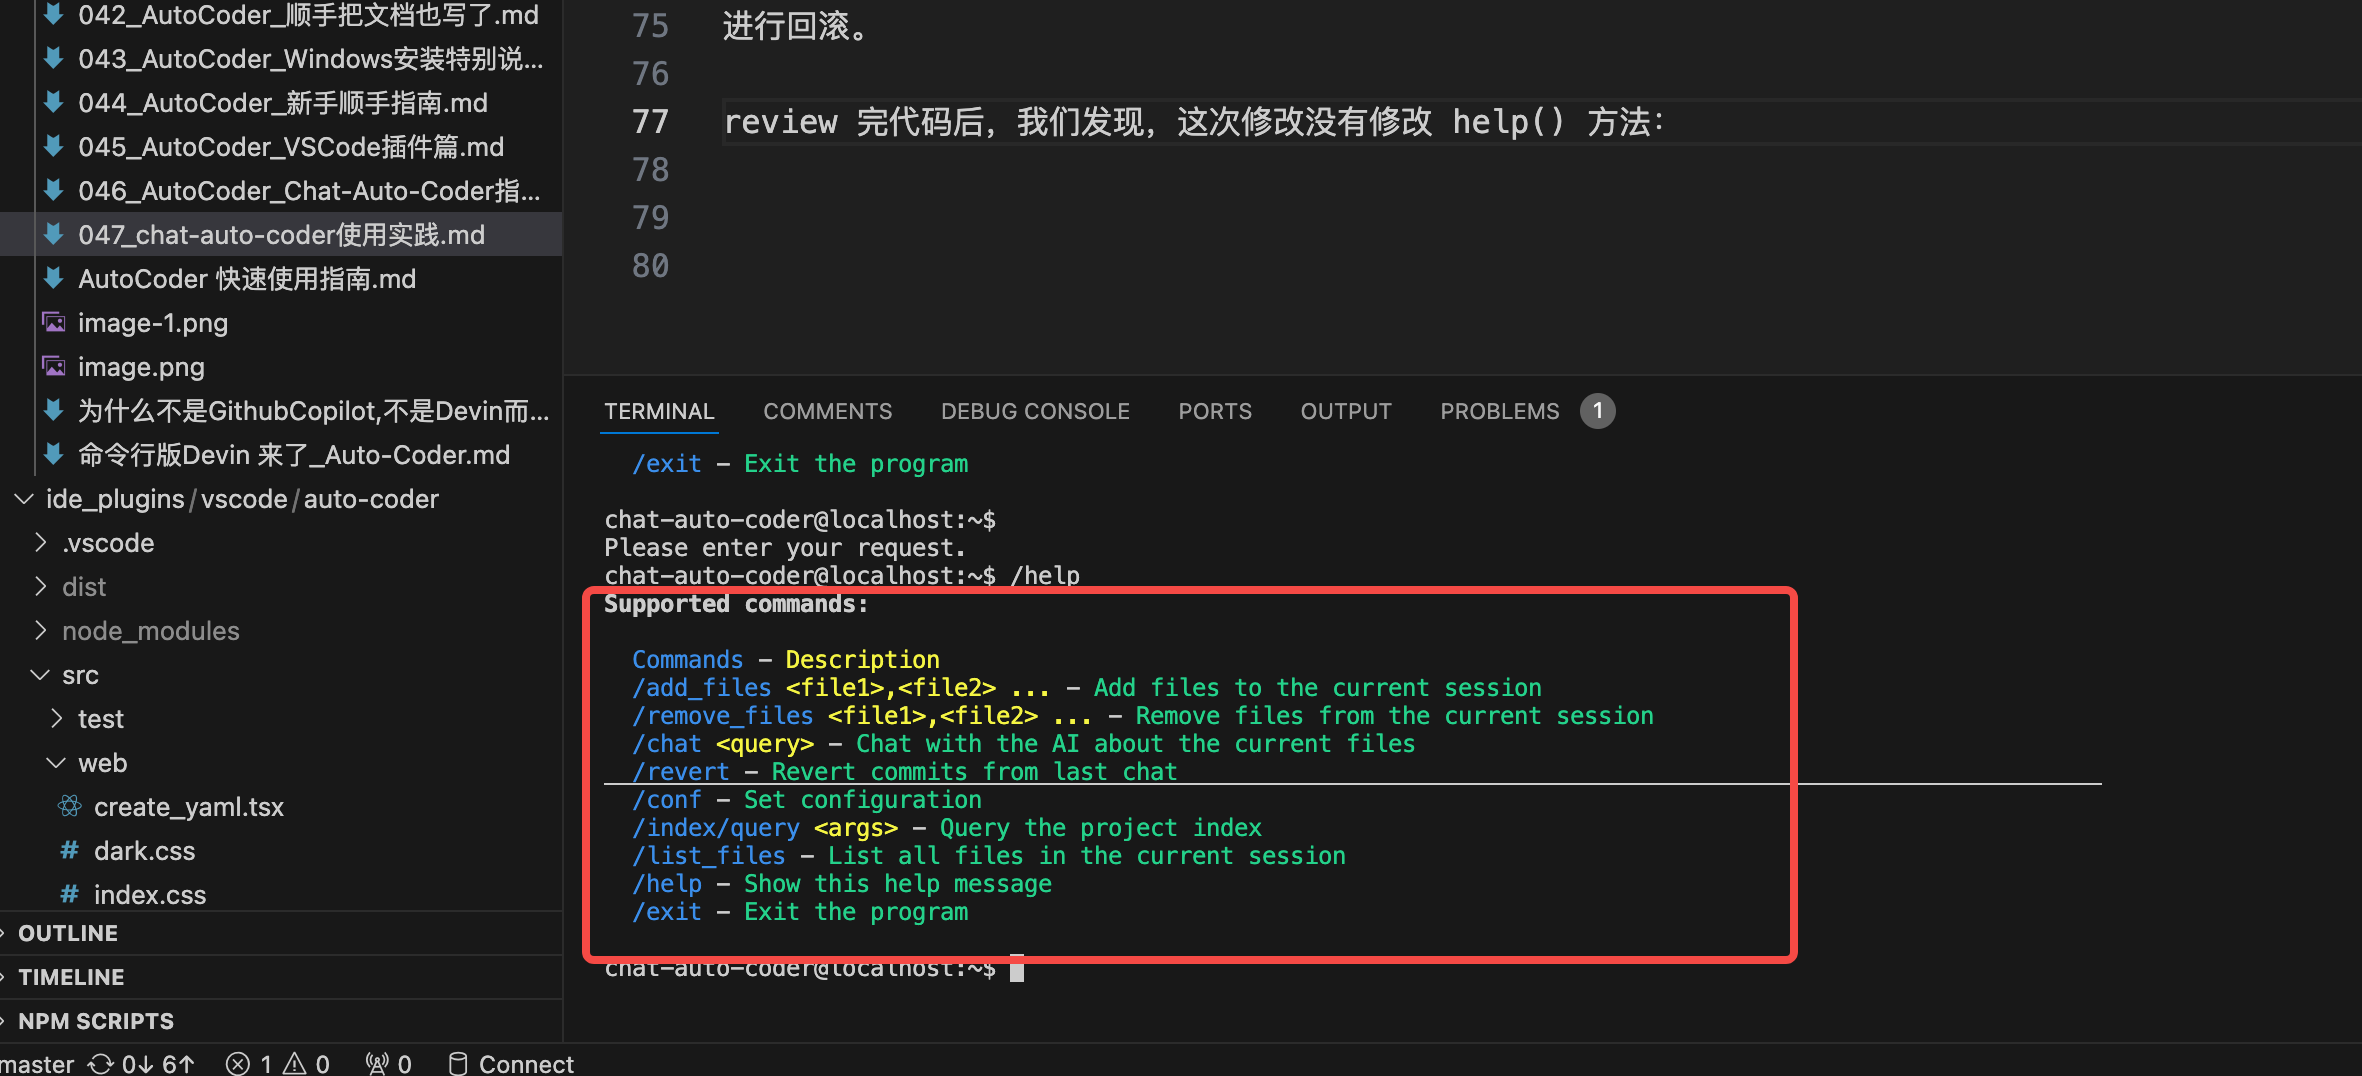 042_AutoCoder_顺手把文档也写了.md
043_AutoCoder_Windows安装特别说...
044_AutoCoder_新手顺手指南.md
045_AutoCoder_VSCode插件篇.md
046_AutoCoder_Chat-Auto-Coder指...
047_chat-auto-coder使用实践.md
AutoCoder 快速使用指南.md
image-1.png
image.png
为什么不是GithubCopilot,不是Devin而...
命令行版Devin 来了_Auto-Coder.md
ide_plugins/vscode/auto-coder
.vscode
dist
node_modules
src
test
web
create_yaml.tsx
dark.css
index.css
OUTLINE
TIMELINE
NPM SCRIPTS
75 进行回滚。
76
77 review 完代码后，我们发现，这次修改没有修改 help() 方法：
78
79
80
TERMINAL COMMENTS DEBUG CONSOLE PORTS OUTPUT PROBLEMS 1
/exit - Exit the program
chat-auto-coder@localhost:~$
Please enter your request.
chat-auto-coder@localhost:~$ /help
Supported commands:
Commands - Description
/add_files <file1>,<file2> ... - Add files to the current session
/remove_files <file1>,<file2> ... - Remove files from the current session
/chat <query> - Chat with the AI about the current files
/revert - Revert commits from last chat
/conf - Set configuration
/index/query <args> - Query the project index
/list_files - List all files in the current session
/help - Show this help message
/exit - Exit the program
chat-auto-coder@localhost:~$
master 0↓ 6↑ 1 0 0 Connect